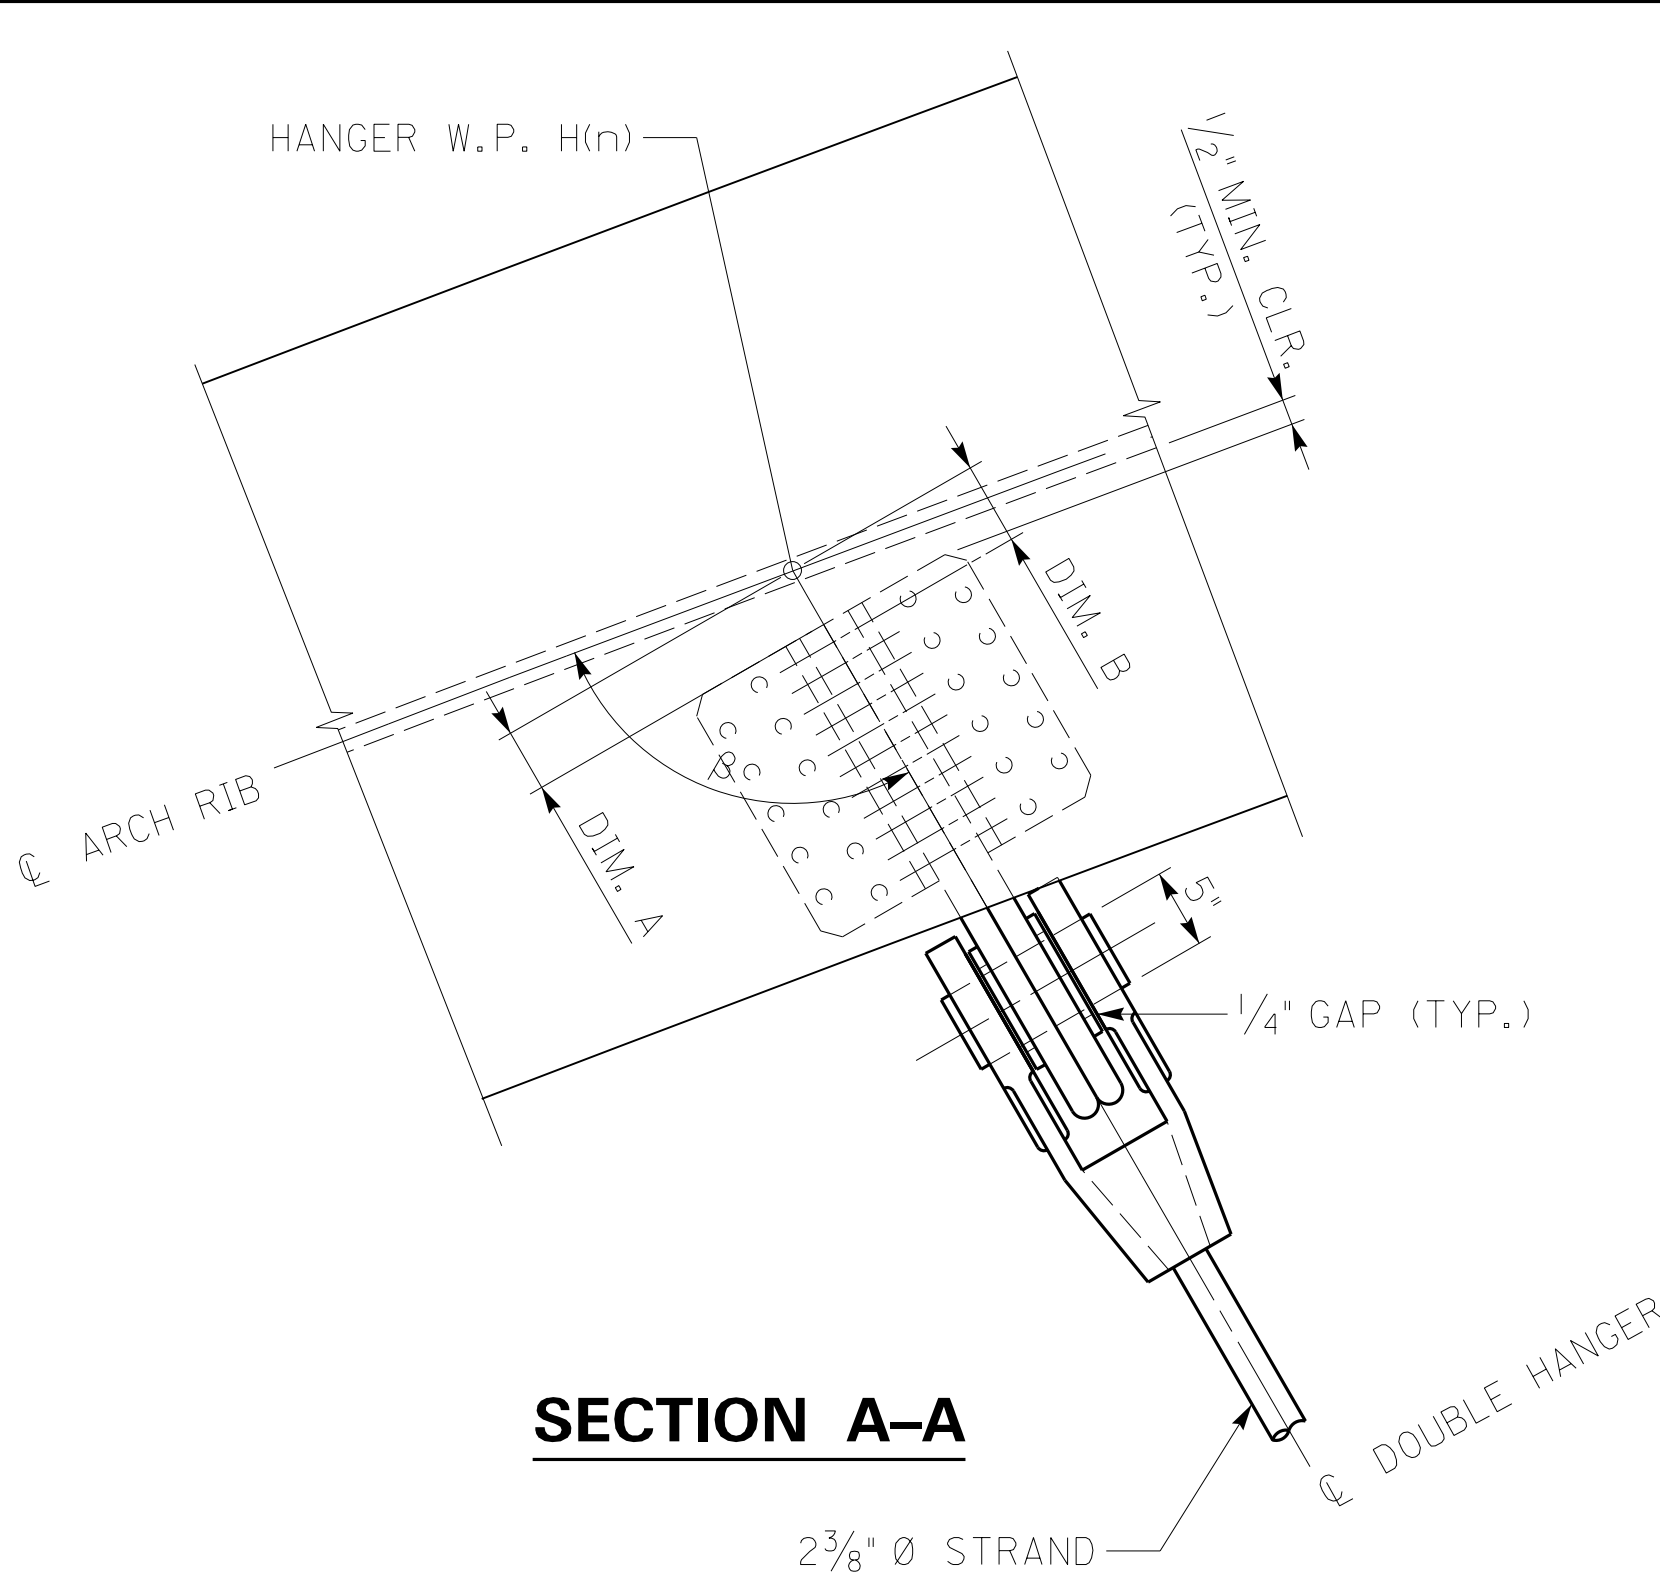 HANGER W.P. H(n)
1/2" MIN. CLR.
(TYP.)
DIM. B
β
℄ ARCH RIB
DIM. A
5"
1/4" GAP (TYP.)
℄ DOUBLE HANGER
SECTION A–A
2 3/8" Ø STRAND